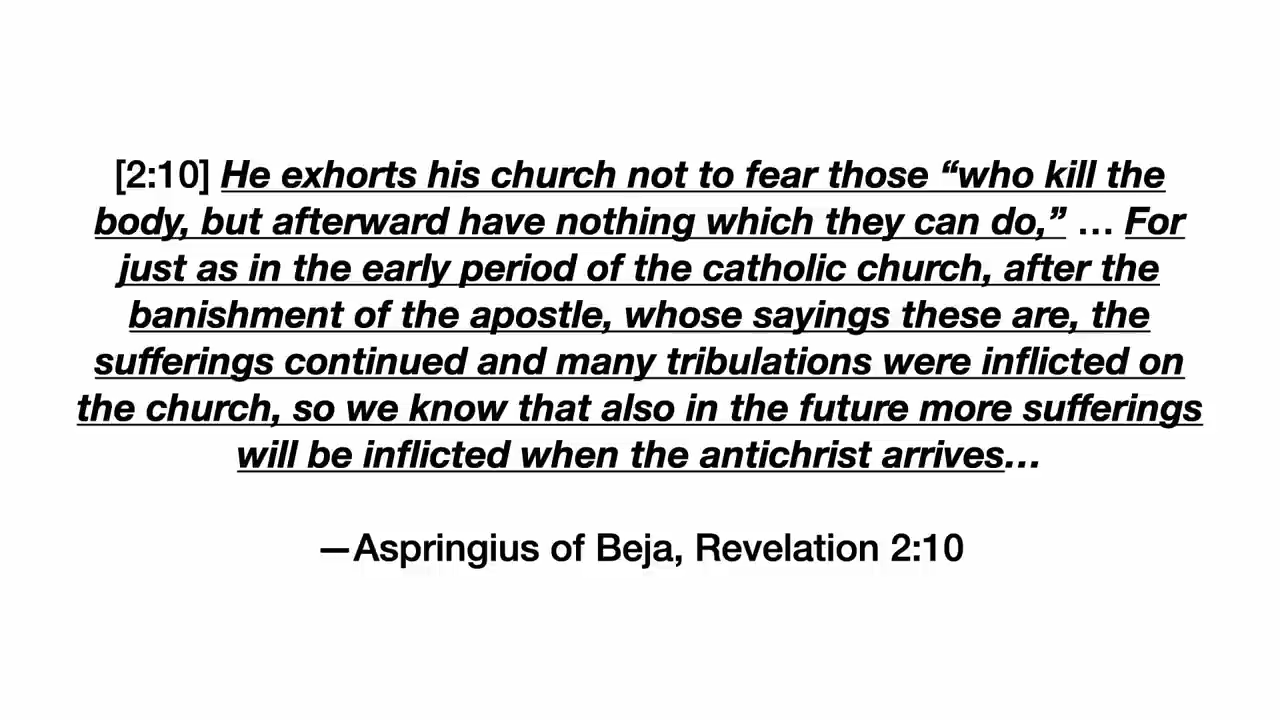 [2:10] He exhorts his church not to fear those “who kill the
body, but afterward have nothing which they can do,” … For
just as in the early period of the catholic church, after the
banishment of the apostle, whose sayings these are, the
sufferings continued and many tribulations were inflicted on
the church, so we know that also in the future more sufferings
will be inflicted when the antichrist arrives…
—Aspringius of Beja, Revelation 2:10